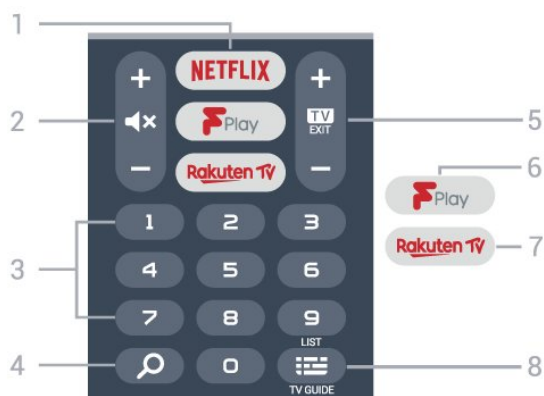 1
NETFLIX
+ +
2
TV
EXIT
5
F Play
6
- -
Rakuten TV
F Play
3
1 2 3
Rakuten TV
7
4 5 6
7 8 9
LIST
4
0
8
TV GUIDE